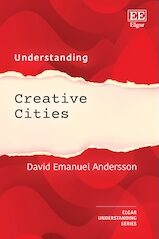 EE
Elgar
Understanding
Creative
Cities
David Emanuel Andersson
ELGAR
UNDERSTANDING
SERIES